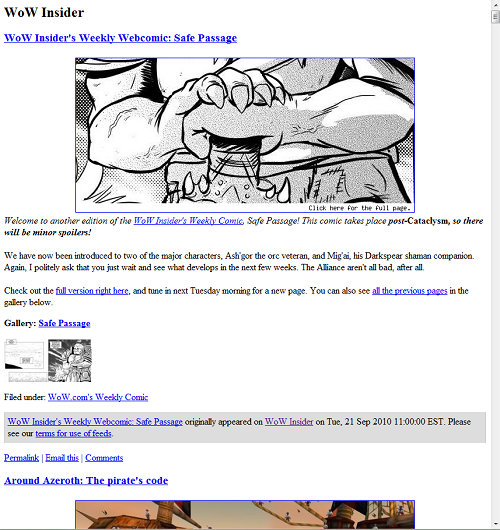 WoW Insider
WoW Insider's Weekly Webcomic: Safe Passage
Click here for the full page.
Welcome to another edition of the WoW Insider's Weekly Comic, Safe Passage! This comic takes place post-Cataclysm, so there
will be minor spoilers!
We have now been introduced to two of the major characters, Ash'gor the orc veteran, and Mig'ai, his Darkspear shaman companion.
Again, I politely ask that you just wait and see what develops in the next few weeks. The Alliance aren't all bad, after all.
Check out the full version right here, and tune in next Tuesday morning for a new page. You can also see all the previous pages in the
gallery below.
Gallery: Safe Passage
Filed under: WoW.com's Weekly Comic
WoW Insider's Weekly Webcomic: Safe Passage originally appeared on WoW Insider on Tue, 21 Sep 2010 11:00:00 EST. Please
see our terms for use of feeds.
Permalink | Email this | Comments
Around Azeroth: The pirate's code